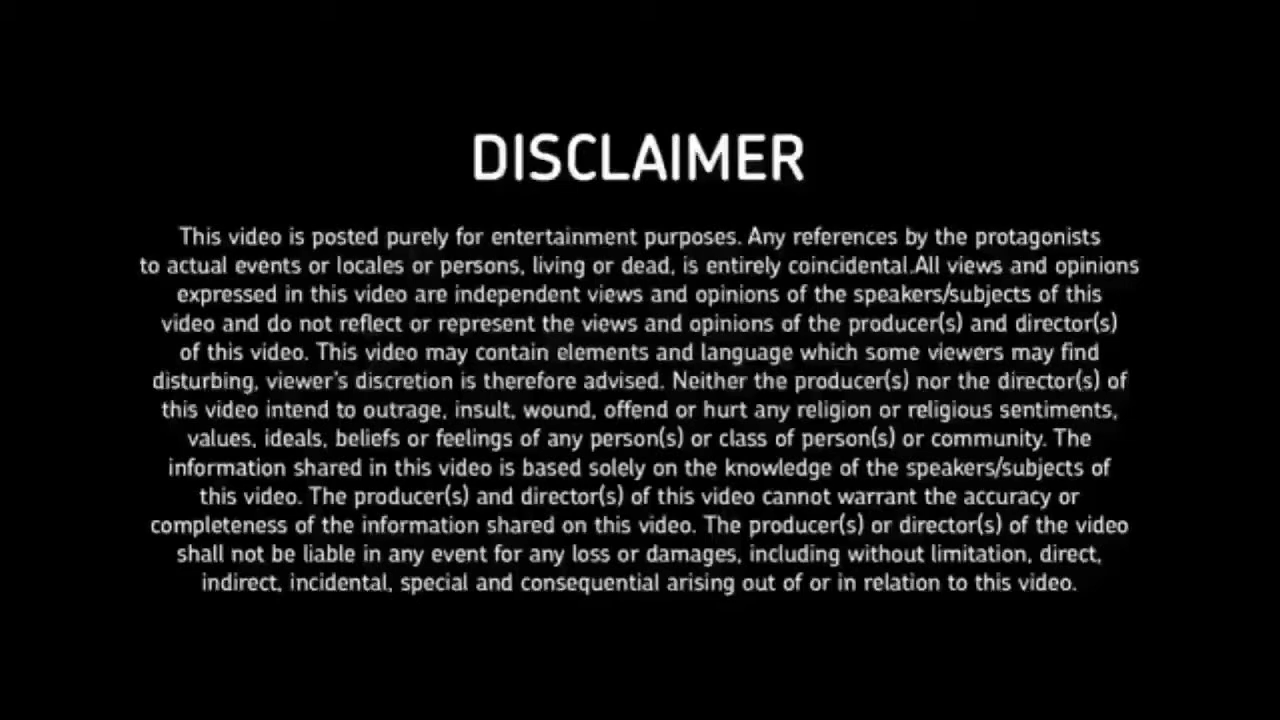 DISCLAIMER
This video is posted purely for entertainment purposes. Any references by the protagonists
to actual events or locales or persons, living or dead, is entirely coincidental.All views and opinions
expressed in this video are independent views and opinions of the speakers/subjects of this
video and do not reflect or represent the views and opinions of the producer(s) and director(s)
of this video. This video may contain elements and language which some viewers may find
disturbing, viewer's discretion is therefore advised. Neither the producer(s) nor the director(s) of
this video intend to outrage, insult, wound, offend or hurt any religion or religious sentiments,
values, ideals, beliefs or feelings of any person(s) or class of person(s) or community. The
information shared in this video is based solely on the knowledge of the speakers/subjects of
this video. The producer(s) and director(s) of this video cannot warrant the accuracy or
completeness of the information shared on this video. The producer(s) or director(s) of the video
shall not be liable in any event for any loss or damages, including without limitation, direct,
indirect, incidental, special and consequential arising out of or in relation to this video.